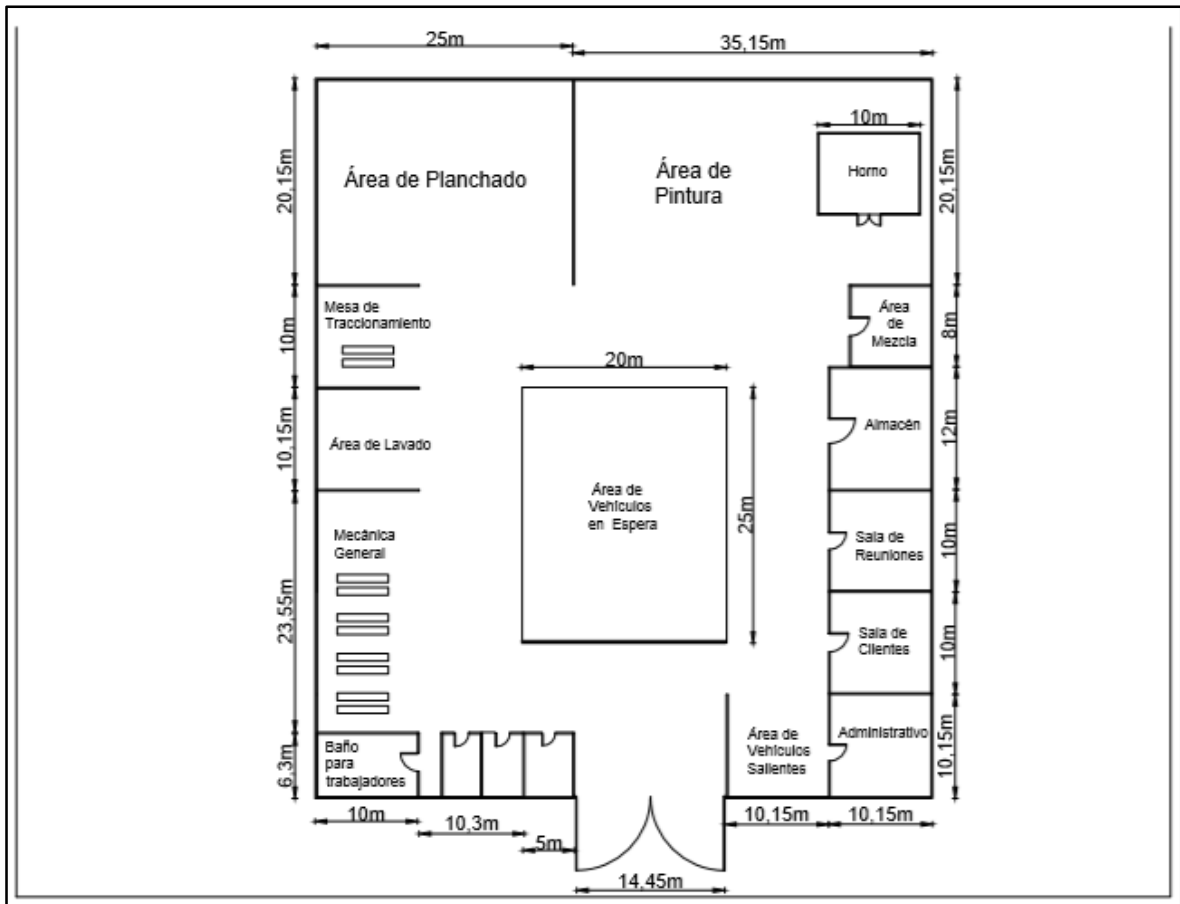 25m
35,15m
10m
20,15m
Área de Planchado
Área de
Pintura
Horno
20,15m
Mesa de
Traccionamiento
10m
Área
de
Mezcla
8m
20m
10,15m
Área de Lavado
Almacén
12m
Área de
Vehículos
en Espera
25m
Mecánica
General
23,55m
Sala de
Reuniones
10m
Sala de
Clientes
10m
Baño
para
trabajadores
6,3m
Área de
Vehículos
Salientes
Administrativo
10,15m
10m
10,3m
5m
14,45m
10,15m
10,15m